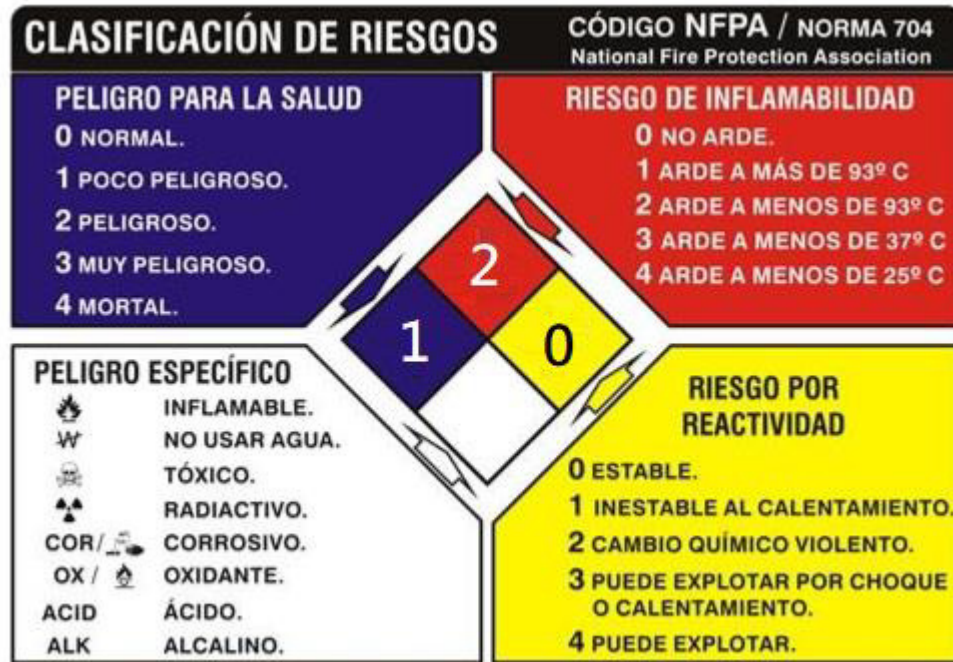 CLASIFICACIÓN DE RIESGOS
CÓDIGO NFPA / NORMA 704
National Fire Protection Association
PELIGRO PARA LA SALUD
0 NORMAL.
1 POCO PELIGROSO.
2 PELIGROSO.
3 MUY PELIGROSO.
4 MORTAL.
RIESGO DE INFLAMABILIDAD
0 NO ARDE.
1 ARDE A MÁS DE 93º C
2 ARDE A MENOS DE 93º C
3 ARDE A MENOS DE 37º C
4 ARDE A MENOS DE 25º C
2
1
0
PELIGRO ESPECÍFICO
INFLAMABLE.
W NO USAR AGUA.
TÓXICO.
RADIACTIVO.
COR/ CORROSIVO.
OX / OXIDANTE.
ACID ÁCIDO.
ALK ALCALINO.
RIESGO POR
REACTIVIDAD
0 ESTABLE.
1 INESTABLE AL CALENTAMIENTO.
2 CAMBIO QUÍMICO VIOLENTO.
3 PUEDE EXPLOTAR POR CHOQUE
O CALENTAMIENTO.
4 PUEDE EXPLOTAR.